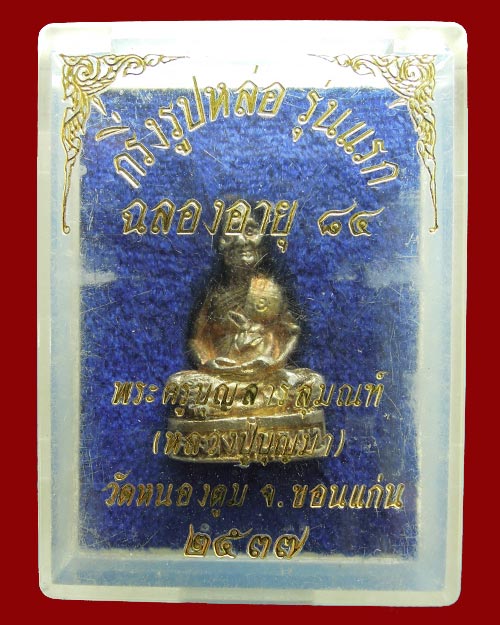 กริ่งรูปหล่อ รุ่นแรก
ฉลองอายุ ๘๔
พระครูบุญสารสุมณฑ์
(หลวงปู่บุญมา)
วัดหนองตูม จ.ขอนแก่น
๒๕๓๗